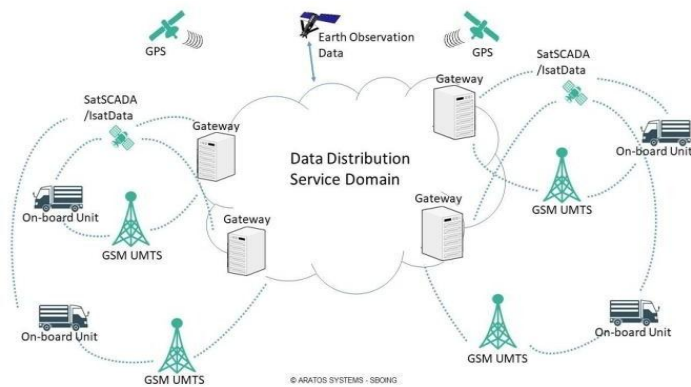 GPS
Earth Observation
Data
GPS
SatSCADA
/IsatData
Gateway
SatSCADA
/IsatData
Gateway
Data Distribution
Service Domain
On-board Unit
On-board Unit
GSM UMTS
Gateway
Gateway
GSM UMTS
On-board Unit
GSM UMTS
On-board Unit
GSM UMTS
© ARATOS SYSTEMS - SBOING